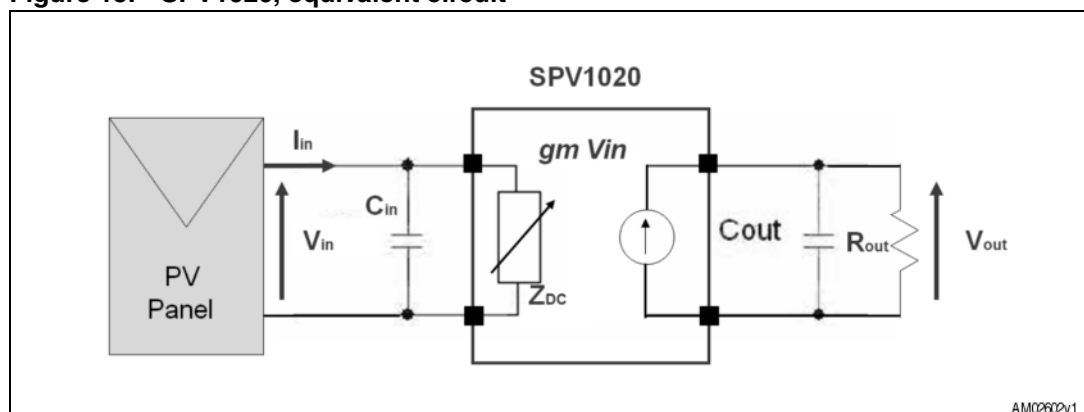 SPV1020
Iin
gm Vin
Cin
Vin
ZDC
Cout
Rout
Vout
PV
Panel
AM02602v1